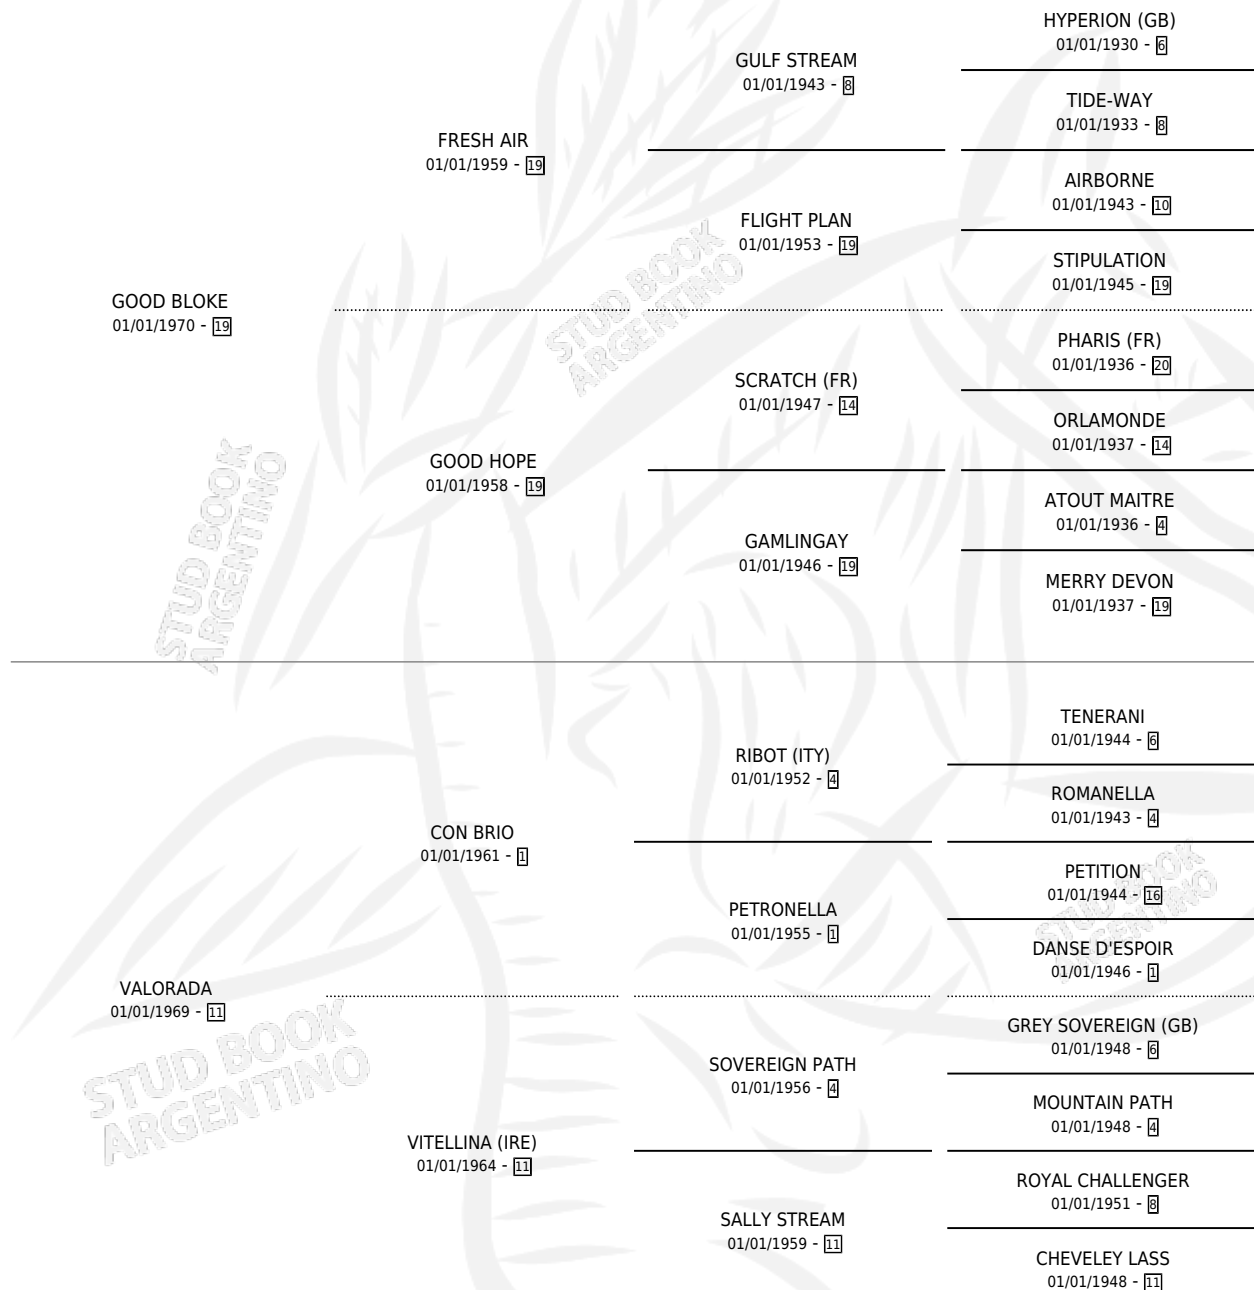 HYPERION (GB)
01/01/1930 - 6
GULF STREAM
01/01/1943 - 8
TIDE-WAY
01/01/1933 - 8
FRESH AIR
01/01/1959 - 19
AIRBORNE
01/01/1943 - 10
FLIGHT PLAN
01/01/1953 - 19
STIPULATION
01/01/1945 - 19
GOOD BLOKE
01/01/1970 - 19
PHARIS (FR)
01/01/1936 - 20
SCRATCH (FR)
01/01/1947 - 14
ORLAMONDE
01/01/1937 - 14
GOOD HOPE
01/01/1958 - 19
ATOUT MAITRE
01/01/1936 - 4
GAMLINGAY
01/01/1946 - 19
MERRY DEVON
01/01/1937 - 19
TENERANI
01/01/1944 - 6
RIBOT (ITY)
01/01/1952 - 4
ROMANELLA
01/01/1943 - 4
CON BRIO
01/01/1961 - 1
PETITION
01/01/1944 - 16
PETRONELLA
01/01/1955 - 1
DANSE D'ESPOIR
01/01/1946 - 1
VALORADA
01/01/1969 - 11
GREY SOVEREIGN (GB)
01/01/1948 - 6
SOVEREIGN PATH
01/01/1956 - 4
MOUNTAIN PATH
01/01/1948 - 4
VITELLINA (IRE)
01/01/1964 - 11
ROYAL CHALLENGER
01/01/1951 - 8
SALLY STREAM
01/01/1959 - 11
CHEVELEY LASS
01/01/1948 - 11
STUD BOOK
ARGENTINO
STUD BOOK
ARGENTINO
STUD BOOK
ARGENTINO
STUD BOOK
ARGENTINO